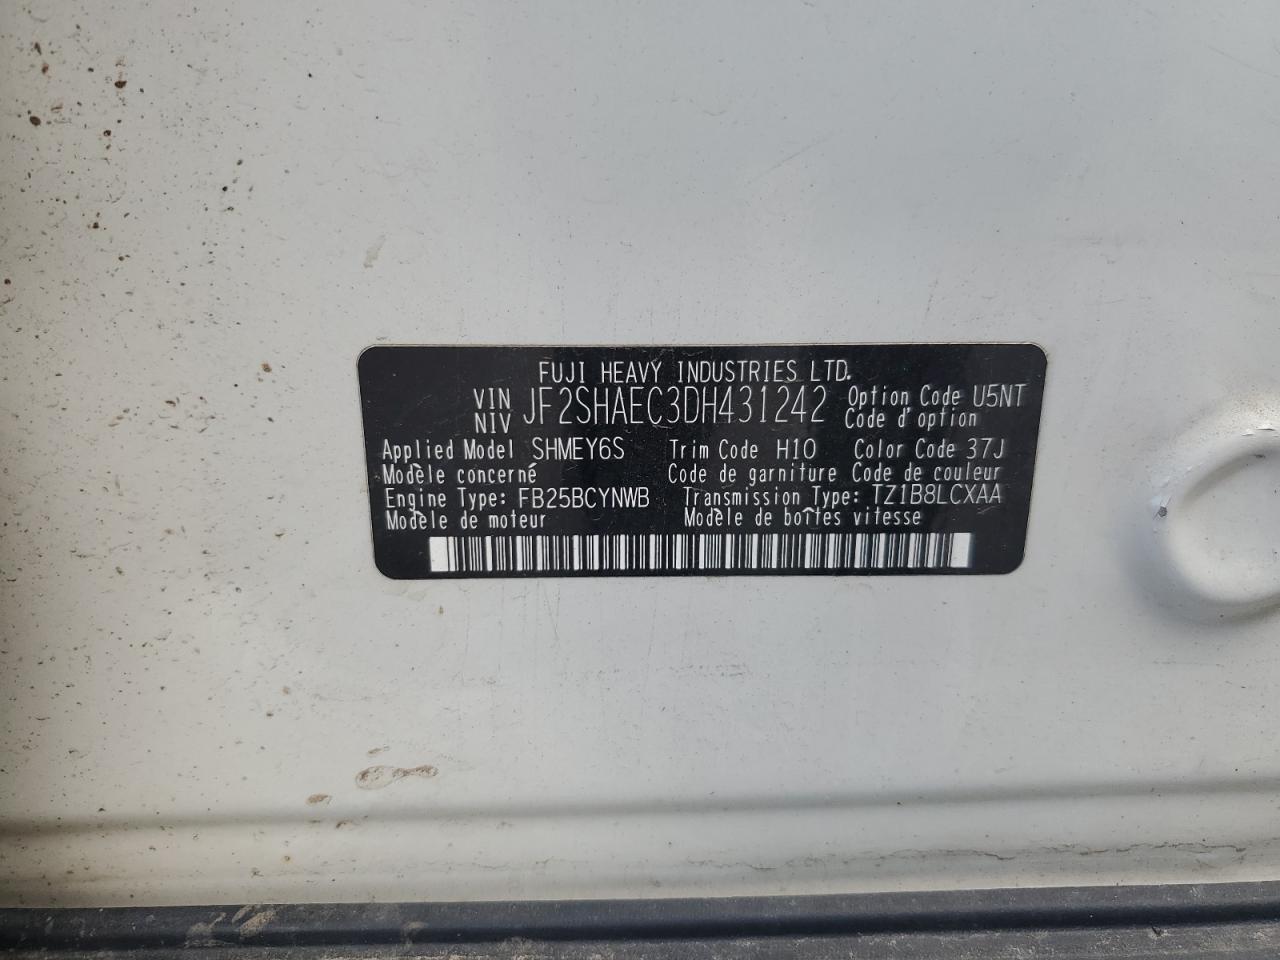 FUJI HEAVY INDUSTRIES LTD.
VIN JF2SHAEC3DH431242 Option Code U5NT
NIV Code d'option
Applied Model SHMEY6S Trim Code H10 Color Code 37J
Modèle concerné Code de garniture Code de couleur
Engine Type: FB25BCYNWB Transmission Type: TZ1B8LCXAA
Modèle de moteur Modèle de boîtes vitesse